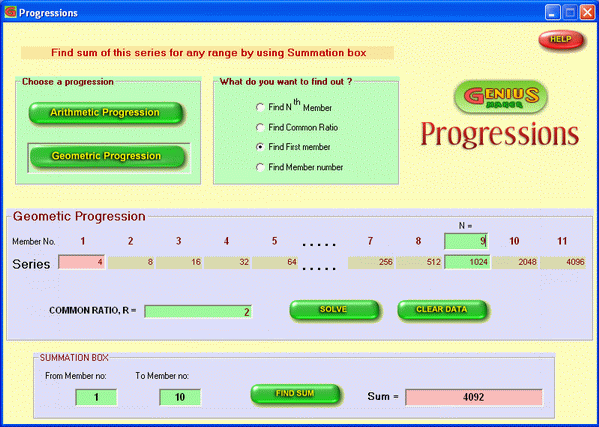 Progressions
HELP
Find sum of this series for any range by using Summation box
Choose a progression
Arithmetic Progression
Geometric Progression
What do you want to find out ?
Find N th Member
Find Common Ratio
Find First member
Find Member number
GENIUS
MAKER
Progressions
Geometic Progression
N =
Member No. 1 2 3 4 5 . . . . . 7 8 9 10 11
Series 4 8 16 32 64 . . . . . 256 512 1024 2048 4096
COMMON RATIO, R = 2
SOLVE
CLEAR DATA
SUMMATION BOX
From Member no: To Member no:
1 10
FIND SUM
Sum = 4092